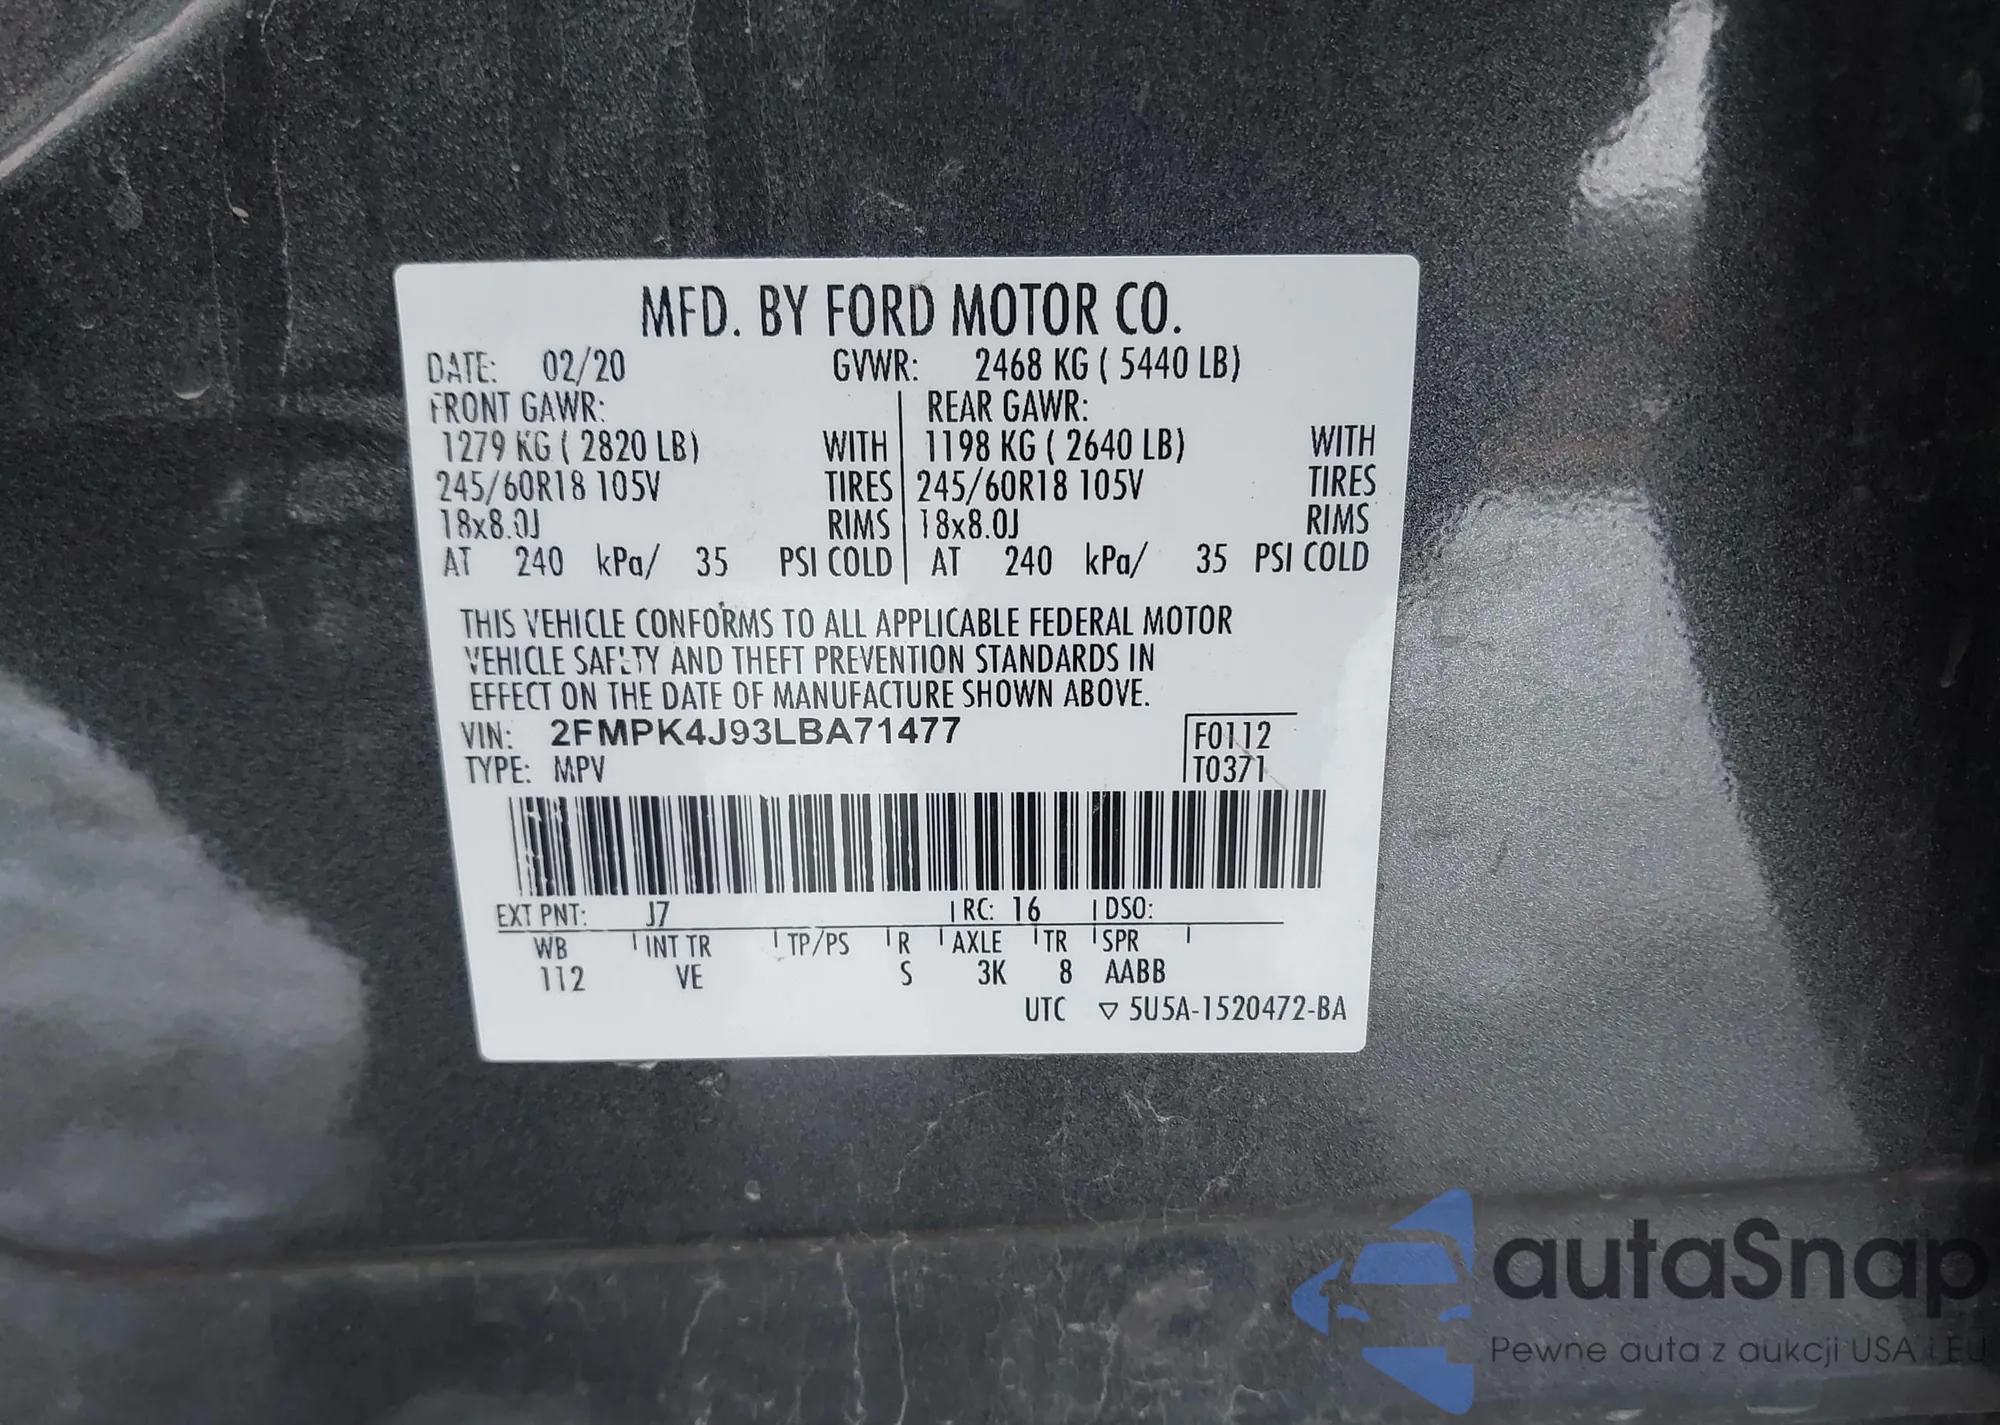 MFD. BY FORD MOTOR CO.
DATE: 02/20 GVWR: 2468 KG ( 5440 LB)
FRONT GAWR: REAR GAWR:
1279 KG ( 2820 LB) WITH 1198 KG ( 2640 LB) WITH
245/60R18 105V TIRES 245/60R18 105V TIRES
18x8.0J RIMS 18x8.0J RIMS
AT 240 kPa/ 35 PSI COLD AT 240 kPa/ 35 PSI COLD
THIS VEHICLE CONFORMS TO ALL APPLICABLE FEDERAL MOTOR
VEHICLE SAFETY AND THEFT PREVENTION STANDARDS IN
EFFECT ON THE DATE OF MANUFACTURE SHOWN ABOVE.
VIN: 2FMPK4J93LBA71477 F0112
TYPE: MPV T0371
EXT PNT: J7 RC: 16 DSO:
WB INT TR TP/PS R AXLE TR SPR
112 VE S 3K 8 AABB
UTC ▽ 5U5A-1520472-BA
autaSnap
Pewne auta z aukcji USA i EU